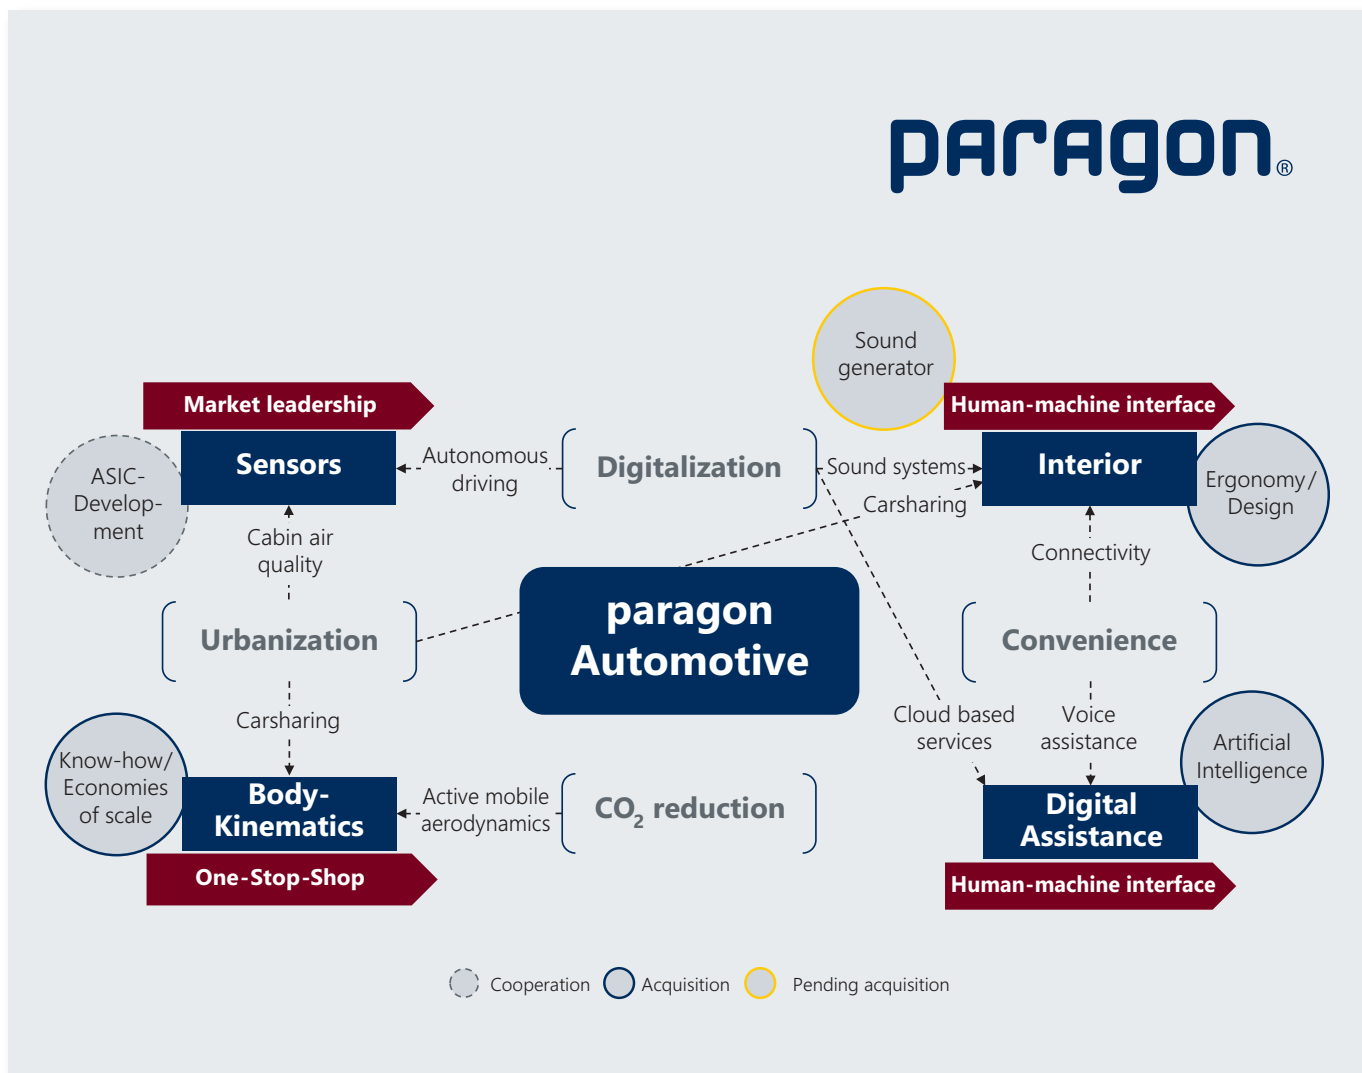 paragon®
Sound
generator
Market leadership
Human-machine interface
Sensors
Autonomous
driving
Digitalization
Sound systems
Carsharing
Interior
ASIC-
Develop-
ment
Ergonomy/
Design
Cabin air
quality
Connectivity
Urbanization
paragon
Automotive
Convenience
Carsharing
Cloud based
services
Voice
assistance
Know-how/
Economies
of scale
Artificial
Intelligence
Body-
Kinematics
Active mobile
aerodynamics
CO₂ reduction
Digital
Assistance
One-Stop-Shop
Human-machine interface
Cooperation
Acquisition
Pending acquisition